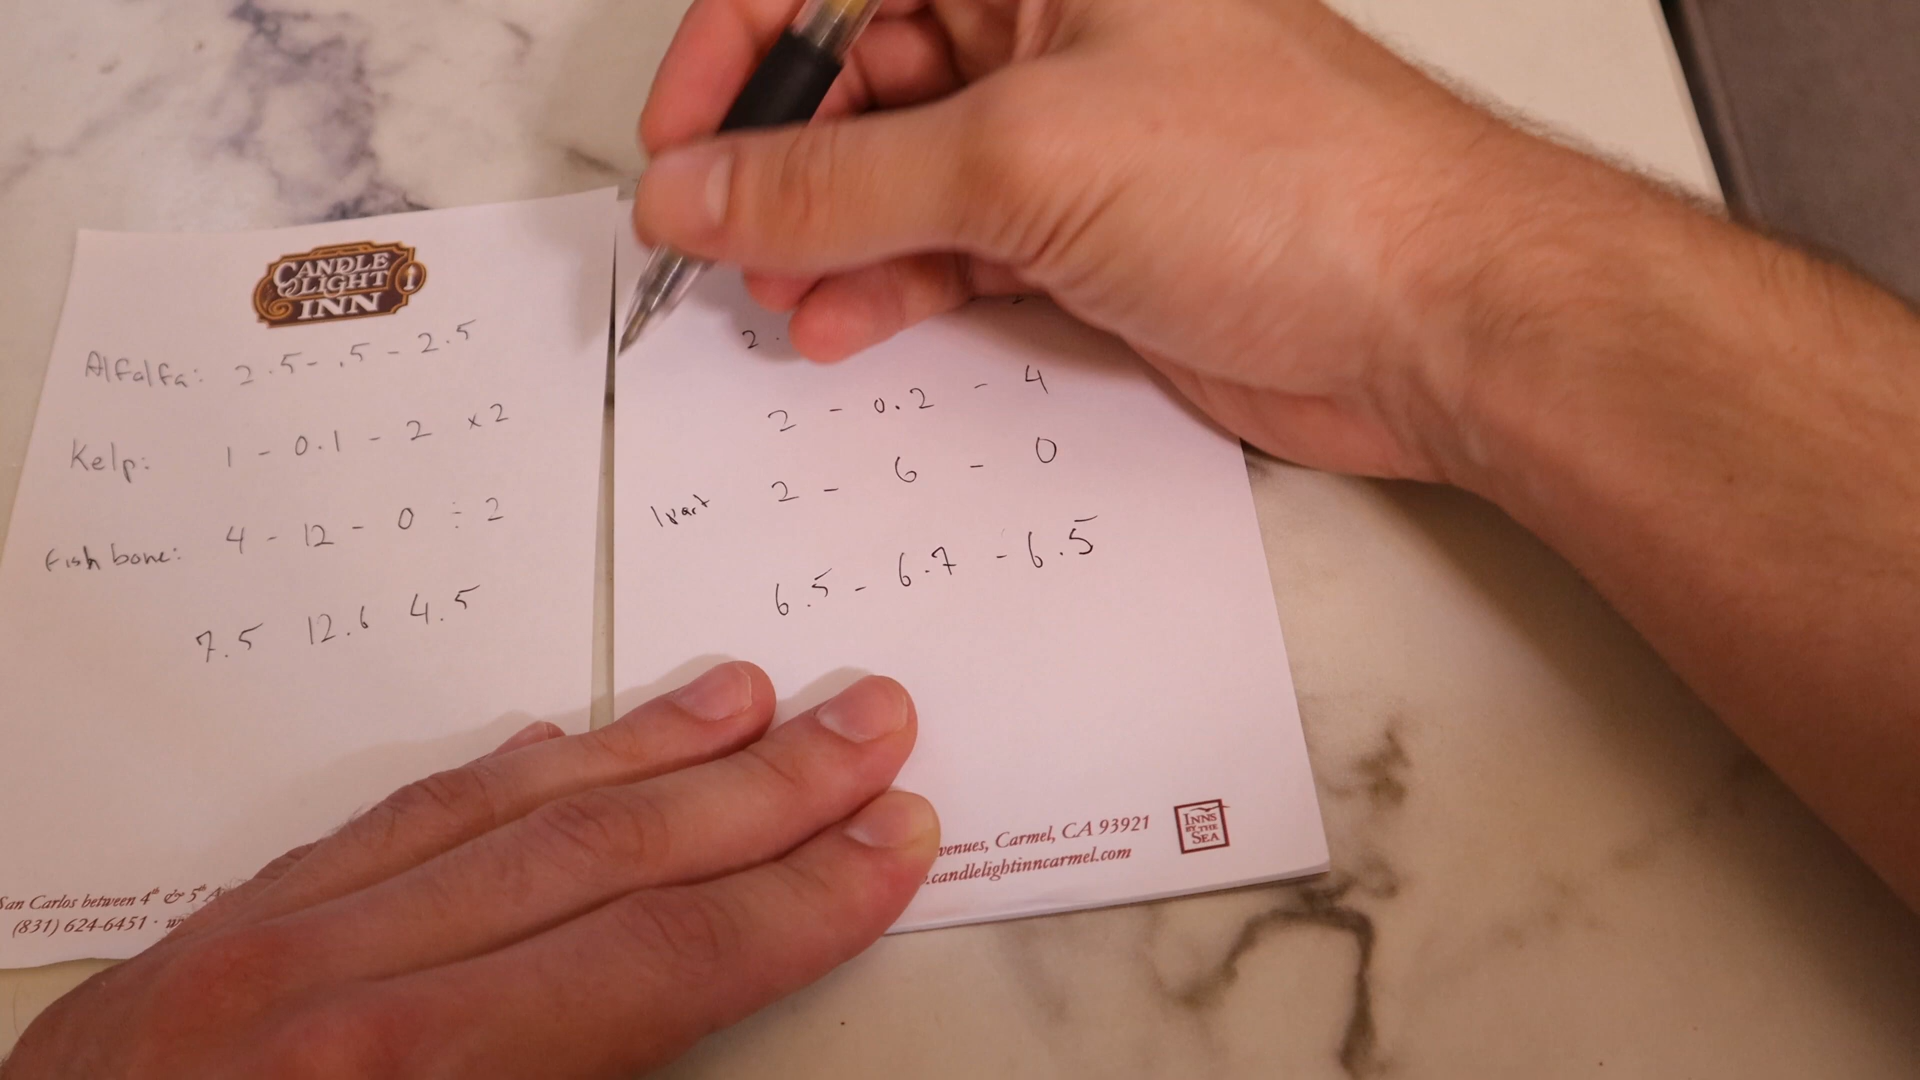 CANDLE
LIGHT
INN
Alfalfa: 2.5 - .5 - 2.5
Kelp: 1 - 0.1 - 2 x2
Fish bone: 4 - 12 - 0 ÷ 2
7.5 12.6 4.5
San Carlos between 4th & 5th A
(831) 624-6451 ·
2.
2 - 0.2 - 4
1 part 2 - 6 - 0
6.5 - 6.7 - 6.5
venues, Carmel, CA 93921
.candlelightinncarmel.com
INNS
BY THE
SEA